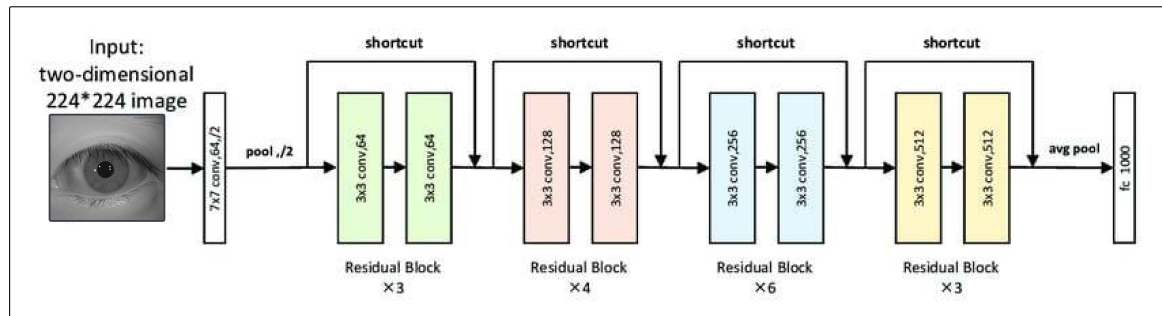 Input:
two-dimensional
224*224 image
7x7 conv,64,/2
pool ,/2
shortcut
3x3 conv,64
3x3 conv,64
Residual Block
×3
shortcut
3x3 conv,128
3x3 conv,128
Residual Block
×4
shortcut
3x3 conv,256
3x3 conv,256
Residual Block
×6
shortcut
3x3 conv,512
3x3 conv,512
Residual Block
×3
avg pool
fc 1000